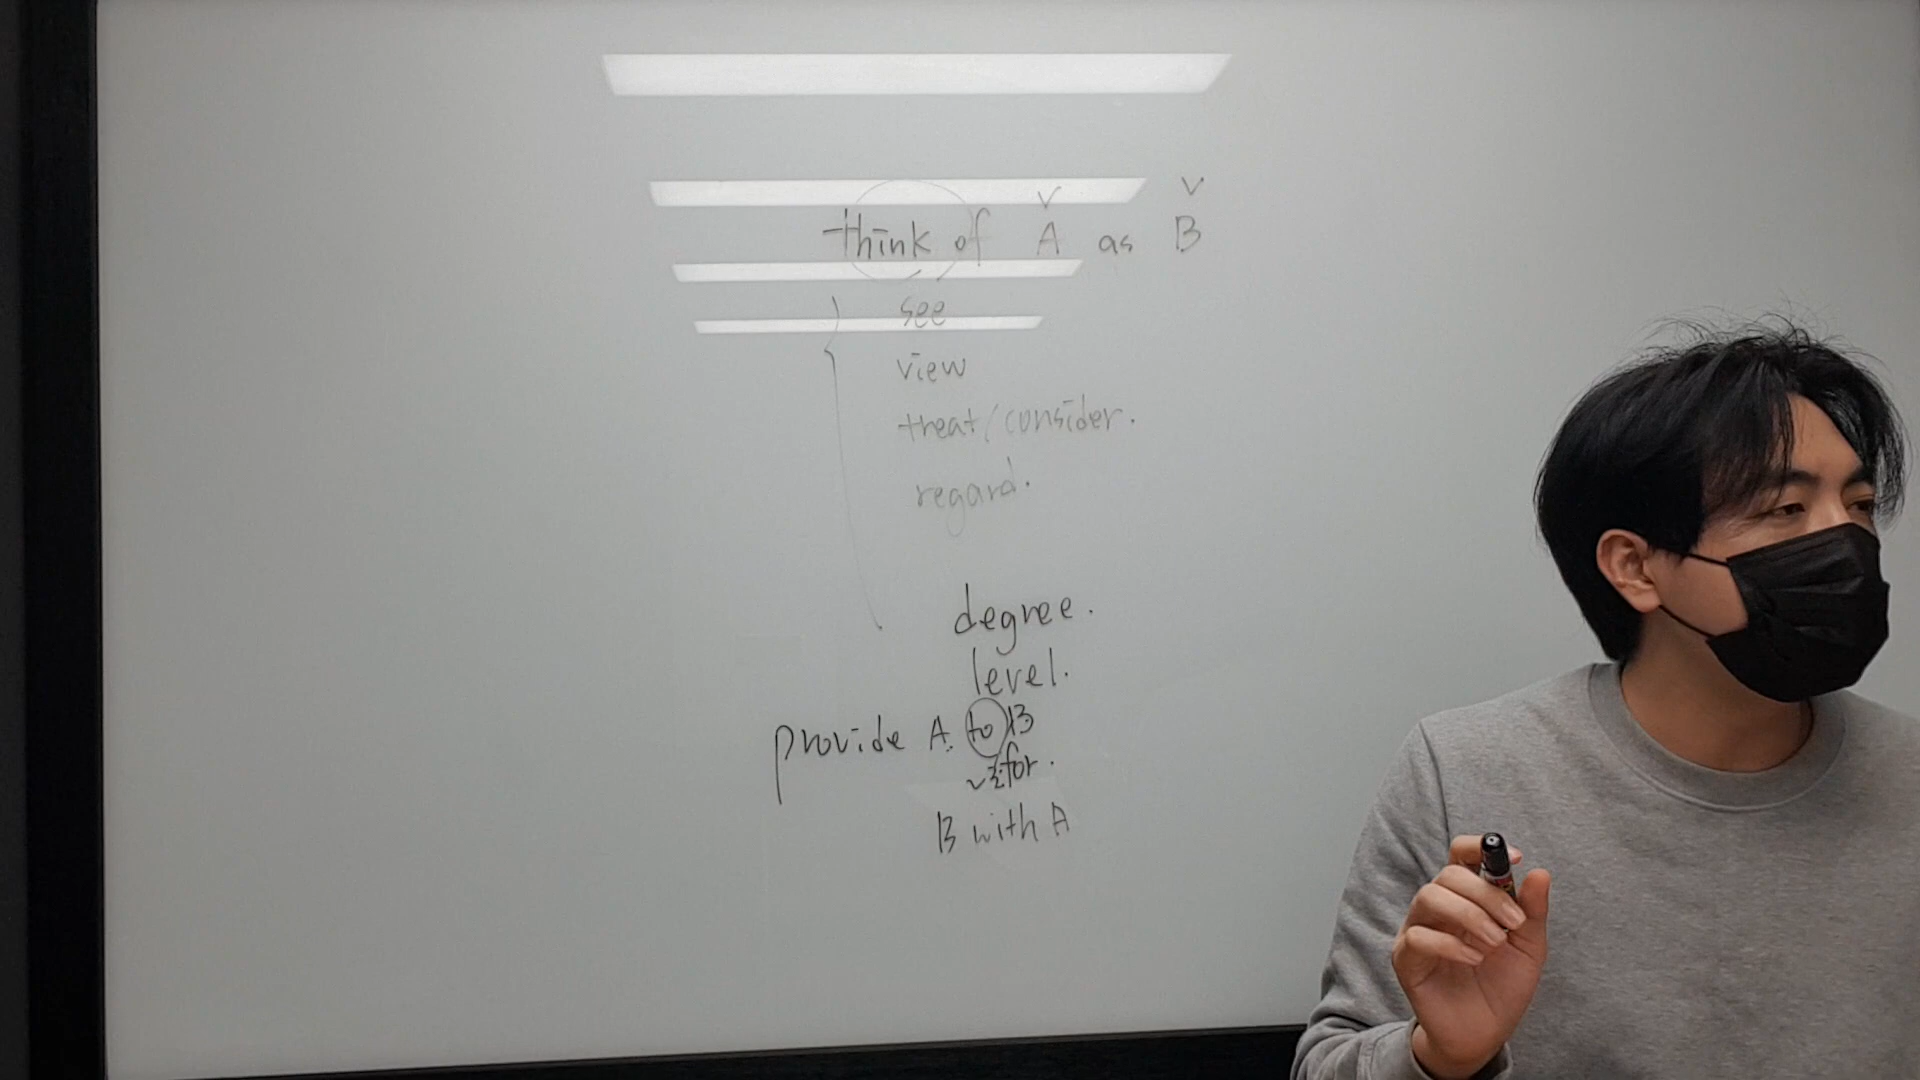 think of A as B
see
view
treat/consider.
regard.
degree.
level.
provide A to B
for.
B with A